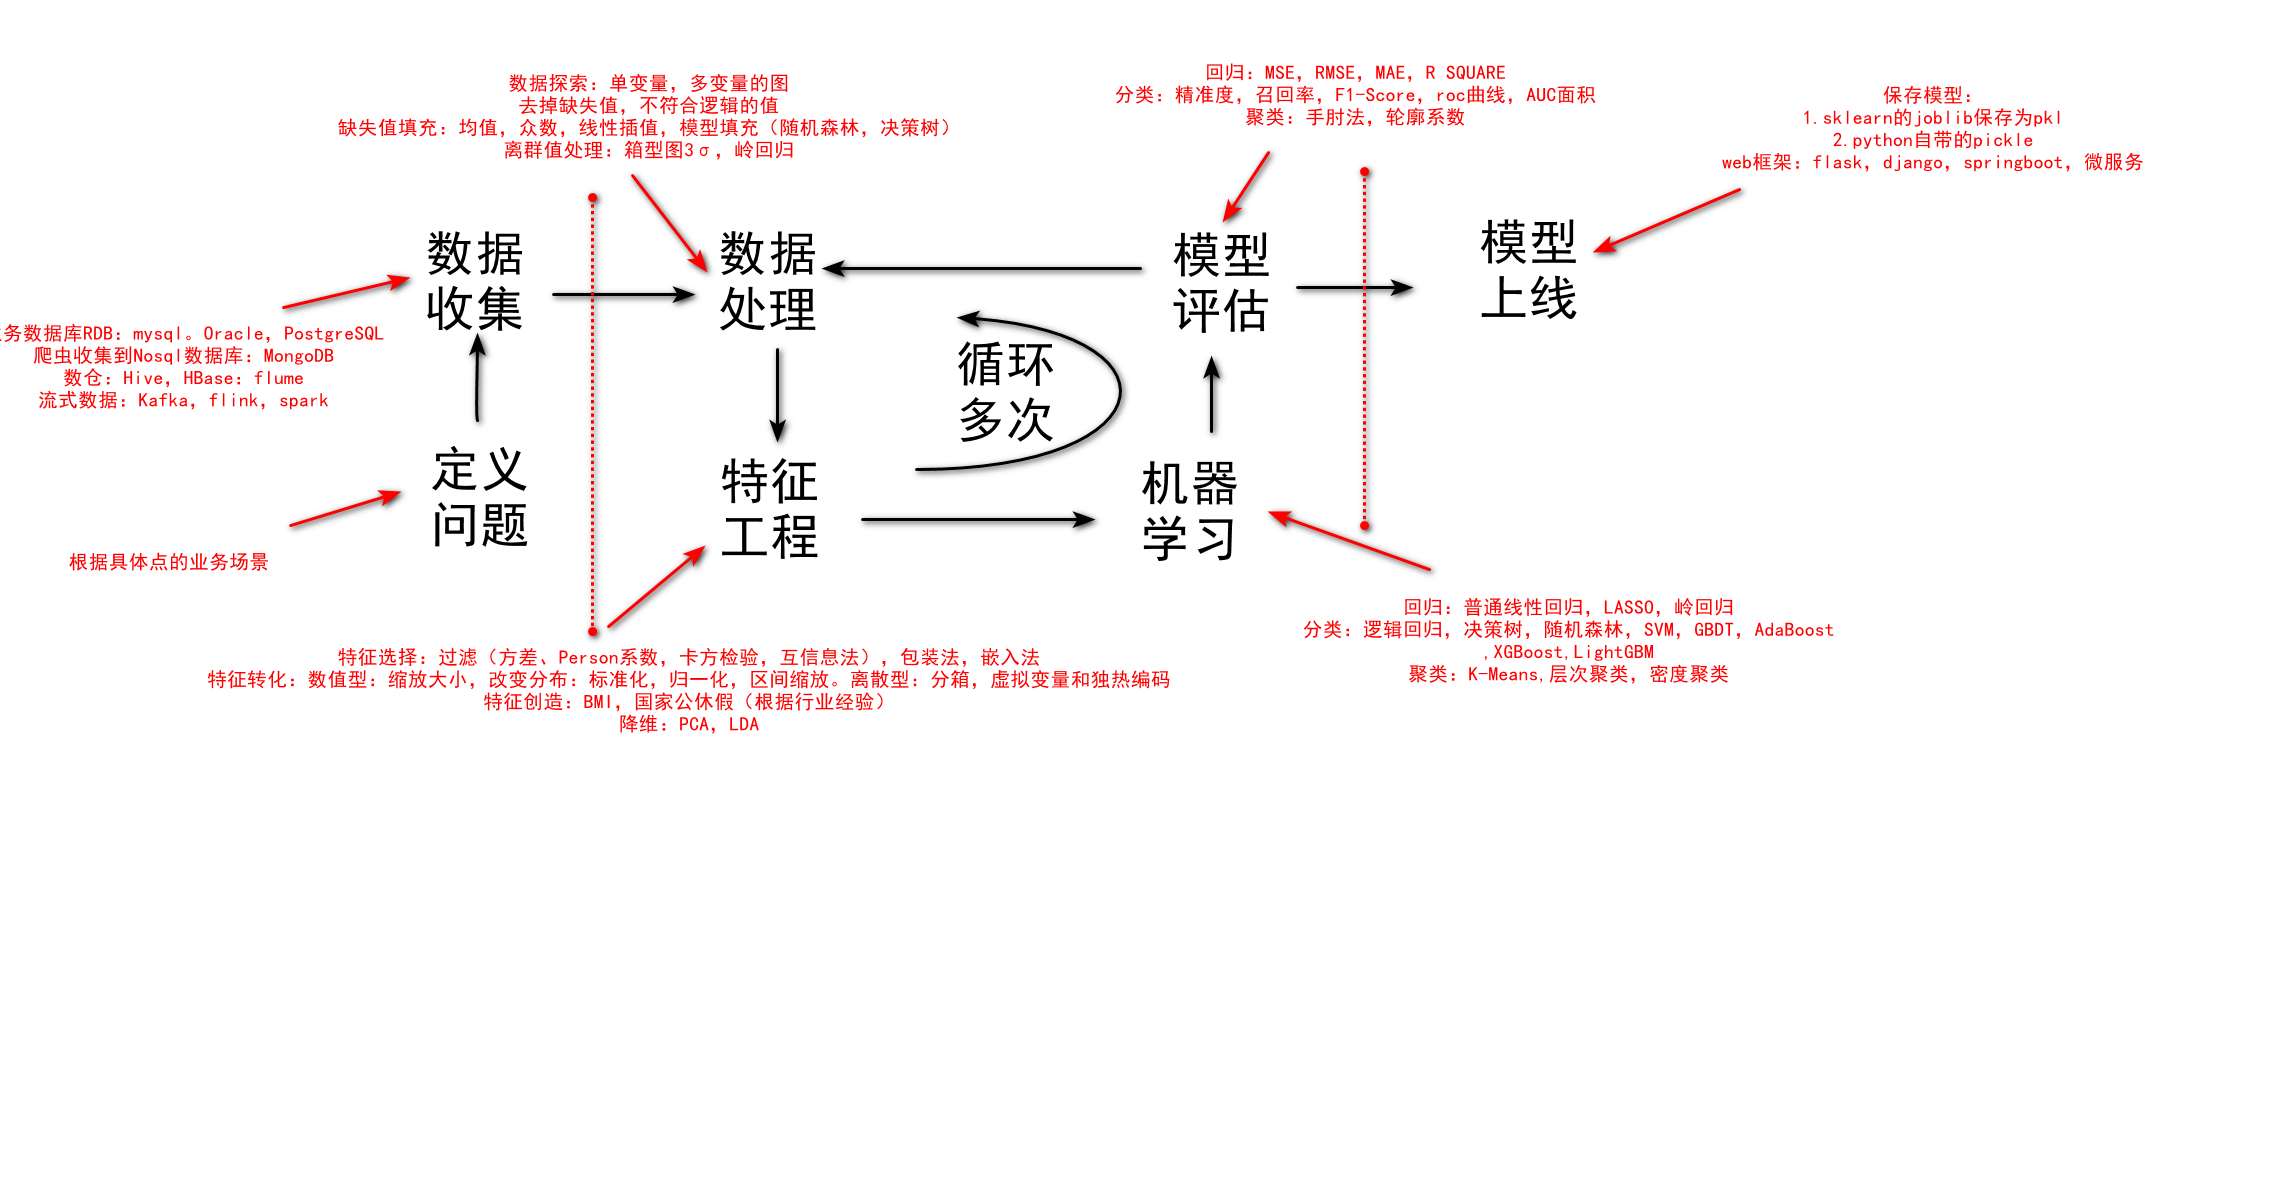 数据探索：单变量，多变量的图
去掉缺失值，不符合逻辑的值
缺失值填充：均值，众数，线性插值，模型填充（随机森林，决策树）
离群值处理：箱型图3σ，岭回归
回归：MSE，RMSE，MAE，R SQUARE
分类：精准度，召回率，F1-Score，roc曲线，AUC面积
聚类：手肘法，轮廓系数
保存模型：
1.sklearn的joblib保存为pkl
2.python自带的pickle
web框架：flask，django，springboot，微服务
数据
收集
数据
处理
模型
评估
模型
上线
务数据库RDB：mysql。Oracle，PostgreSQL
爬虫收集到Nosql数据库：MongoDB
数仓：Hive，HBase：flume
流式数据：Kafka，flink，spark
循环
多次
定义
问题
特征
工程
机器
学习
根据具体点的业务场景
特征选择：过滤（方差、Person系数，卡方检验，互信息法），包装法，嵌入法
特征转化：数值型：缩放大小，改变分布：标准化，归一化，区间缩放。离散型：分箱，虚拟变量和独热编码
特征创造：BMI，国家公休假（根据行业经验）
降维：PCA，LDA
回归：普通线性回归，LASSO，岭回归
分类：逻辑回归，决策树，随机森林，SVM，GBDT，AdaBoost
,XGBoost,LightGBM
聚类：K-Means,层次聚类，密度聚类